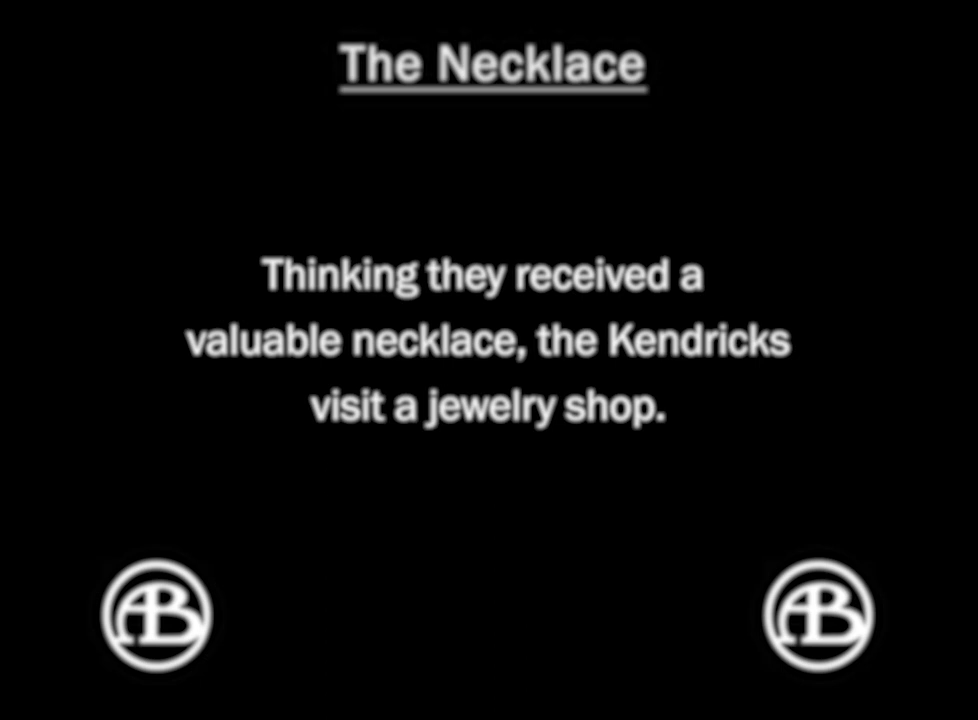 The Necklace
Thinking they received a
valuable necklace, the Kendricks
visit a jewelry shop.
AB AB